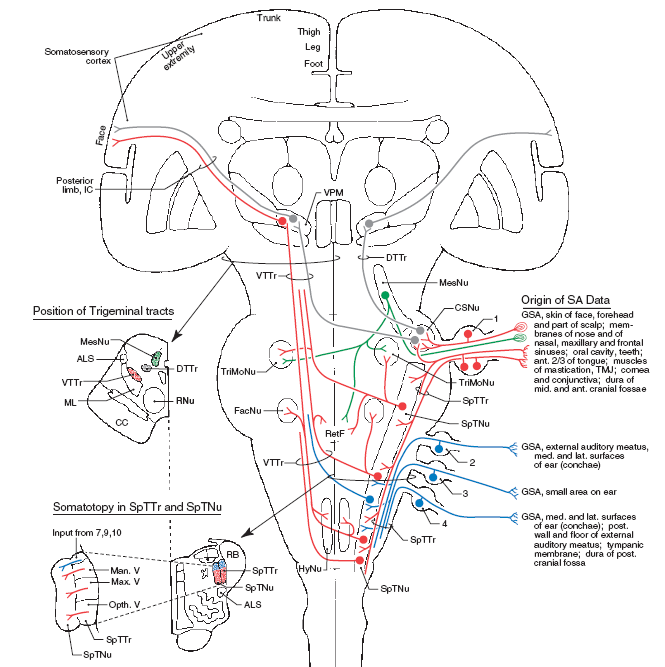 Trunk
Thigh
Leg
Foot
Upper
extremity
Somatosensory
cortex
Face
Posterior
limb, IC
VPM
DTTr
VTTr
MesNu
CSNu
1
Origin of SA Data
GSA, skin of face, forehead
and part of scalp; mem-
branes of nose and of
nasal, maxillary and frontal
sinuses; oral cavity, teeth;
ant. 2/3 of tongue; muscles
of mastication, TMJ; cornea
and conjunctive; dura of
mid. and ant. cranial fossae
Position of Trigeminal tracts
MesNu
ALS
VTTr
ML
CC
DTTr
RNu
TriMoNu
FacNu
TriMoNu
SpTTr
SpTNu
RetF
VTTr
2
GSA, external auditory meatus,
med. and lat. surfaces
of ear (conchae)
3
GSA, small area on ear
4
GSA, med. and lat. surfaces
of ear (conchae); post.
wall and floor of external
auditory meatus; tympanic
membrane; dura of post.
cranial fossa
SpTTr
HyNu
SpTNu
Somatotopy in SpTTr and SpTNu
Input from 7,9,10
Man. V
Max. V
Opth. V
SpTTr
SpTNu
RB
SpTTr
SpTNu
ALS